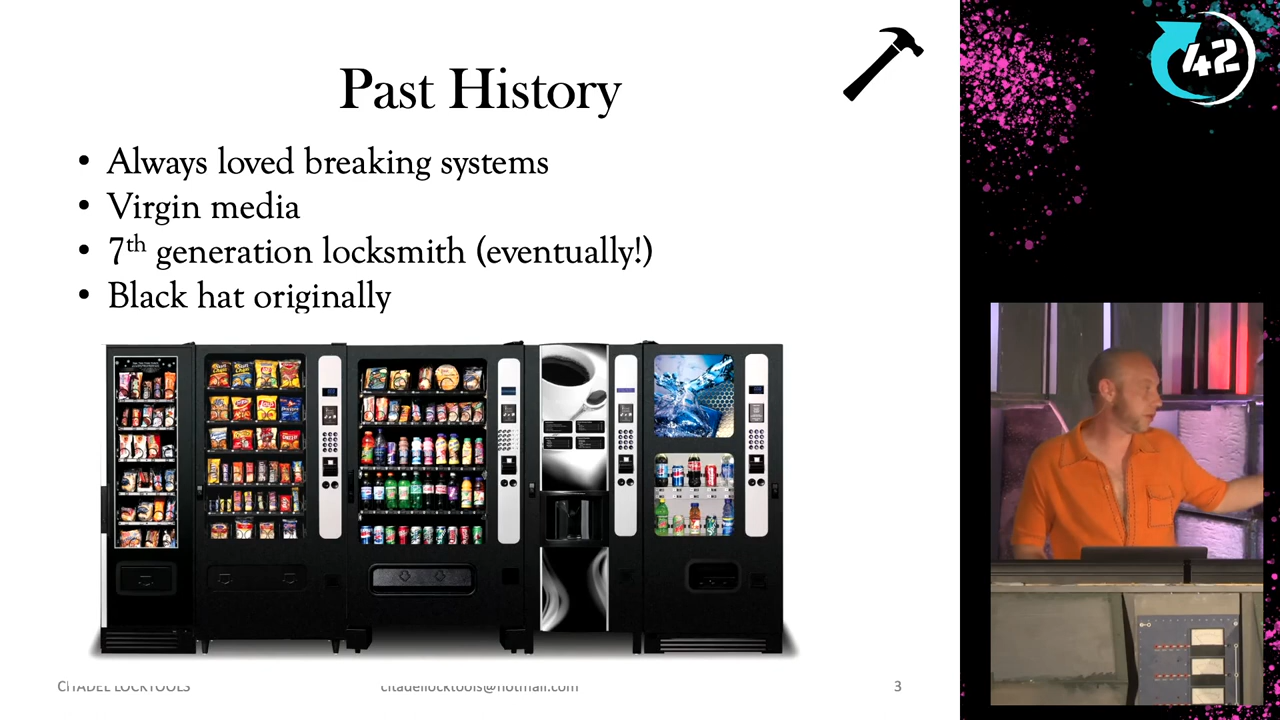 Past History
• Always loved breaking systems
• Virgin media
• 7th generation locksmith (eventually!)
• Black hat originally
CITADEL LOCKTOOLS
citadellocktools@hotmail.com
3
42